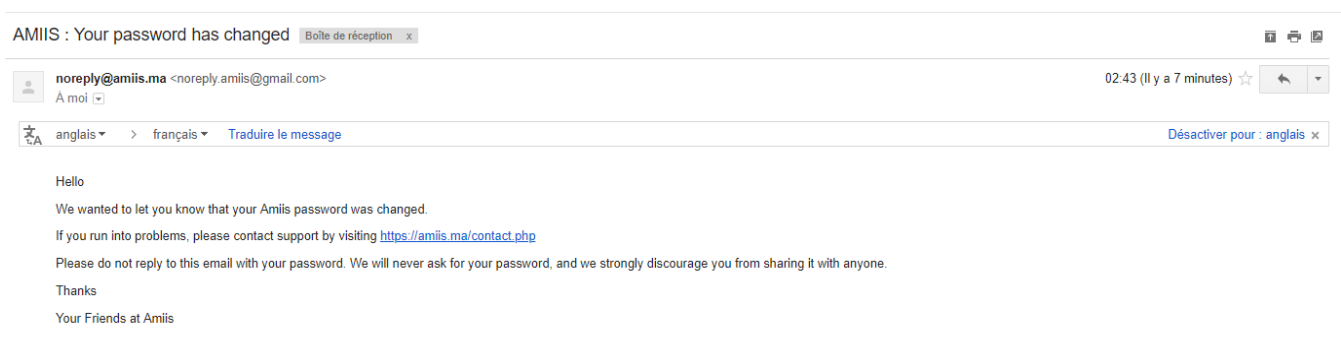 AMIIS : Your password has changed Boîte de réception x
noreply@amiis.ma <noreply.amiis@gmail.com> 02:43 (Il y a 7 minutes)
À moi
anglais > français Traduire le message Désactiver pour : anglais x
Hello
We wanted to let you know that your Amiis password was changed.
If you run into problems, please contact support by visiting https://amiis.ma/contact.php
Please do not reply to this email with your password. We will never ask for your password, and we strongly discourage you from sharing it with anyone.
Thanks
Your Friends at Amiis